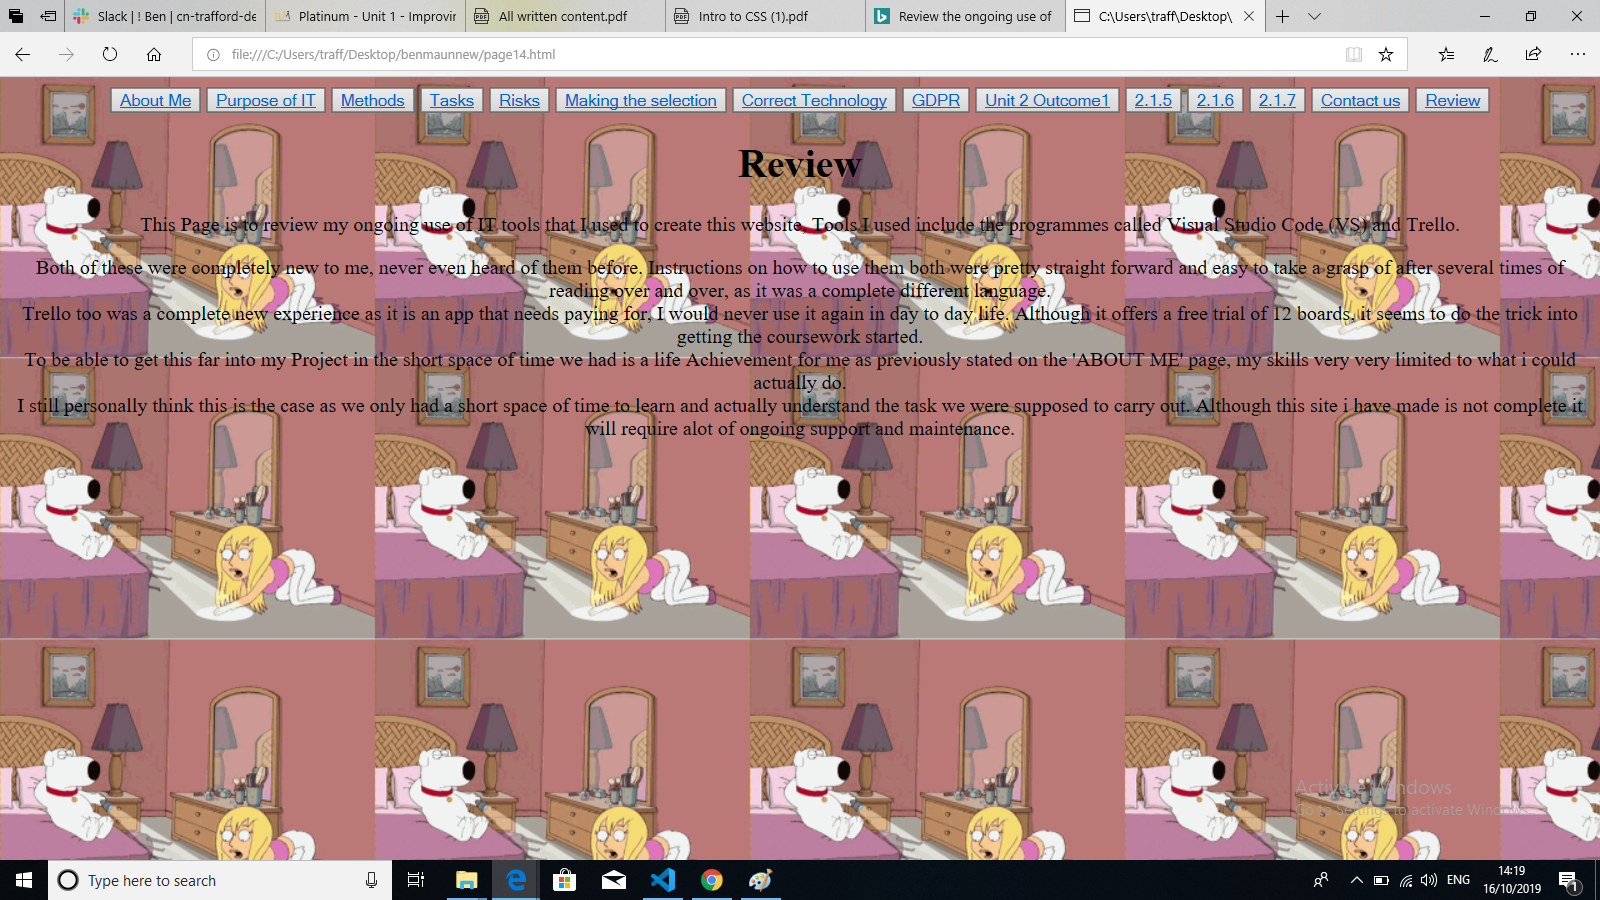 Slack | ! Ben | cn-trafford-de
Platinum - Unit 1 - Improvir
All written content.pdf
Intro to CSS (1).pdf
Review the ongoing use of
C:\Users\traff\Desktop\
file:///C:/Users/traff/Desktop/benmaunnew/page14.html
About Me Purpose of IT Methods Tasks Risks Making the selection Correct Technology GDPR Unit 2 Outcome1 2.1.5 2.1.6 2.1.7 Contact us Review
Review
This Page is to review my ongoing use of IT tools that I used to create this website, Tools I used include the programmes called Visual Studio Code (VS) and Trello.
Both of these were completely new to me, never even heard of them before. Instructions on how to use them both were pretty straight forward and easy to take a grasp of after several times of
reading over and over, as it was a complete different language.
Trello too was a complete new experience as it is an app that needs paying for, I would never use it again in day to day life. Although it offers a free trial of 12 boards, it seems to do the trick into
getting the coursework started.
To be able to get this far into my Project in the short space of time we had is a life Achievement for me as previously stated on the 'ABOUT ME' page, my skills very very limited to what i could
actually do.
I still personally think this is the case as we only had a short space of time to learn and actually understand the task we were supposed to carry out. Although this site i have made is not complete it
will require alot of ongoing support and maintenance.
Activate Windows
Go to Settings to activate Windows.
Type here to search
ENG
14:19
16/10/2019
1